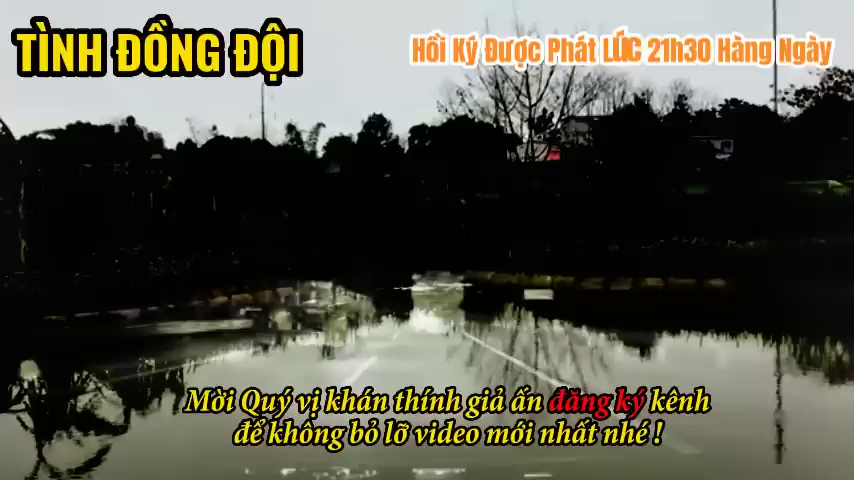 TÌNH ĐỒNG ĐỘI
Hồi Ký Được Phát LÚC 21h30 Hàng Ngày
Mời Quý vị khán thính giả ấn đăng ký kênh
để không bỏ lỡ video mới nhất nhé !